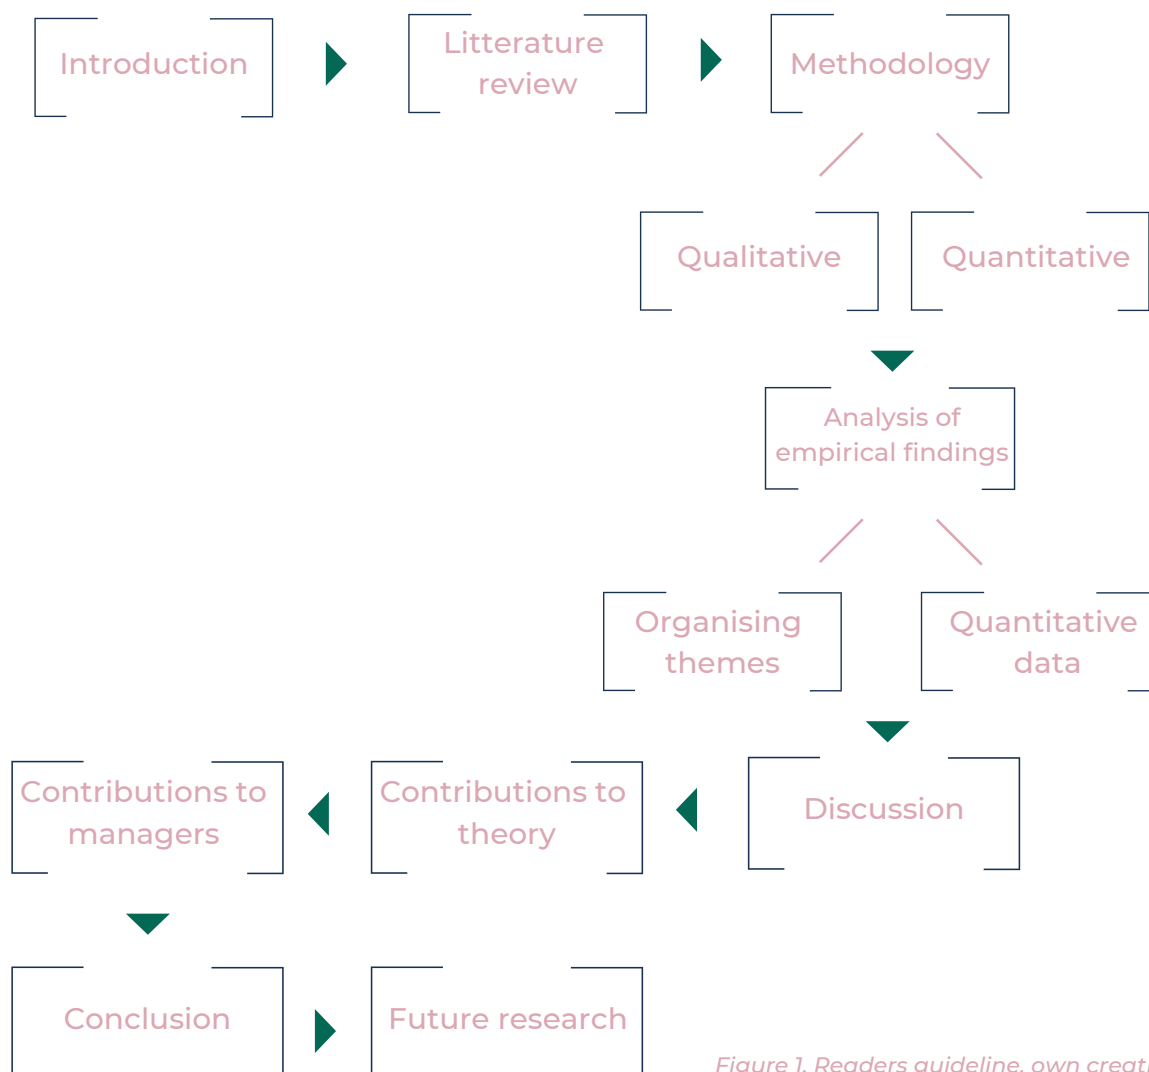 Introduction
Litterature
review
Methodology
Qualitative
Quantitative
Analysis of
empirical findings
Organising
themes
Quantitative
data
Discussion
Contributions to
theory
Contributions to
managers
Conclusion
Future research
Figure 1. Readers guideline, own